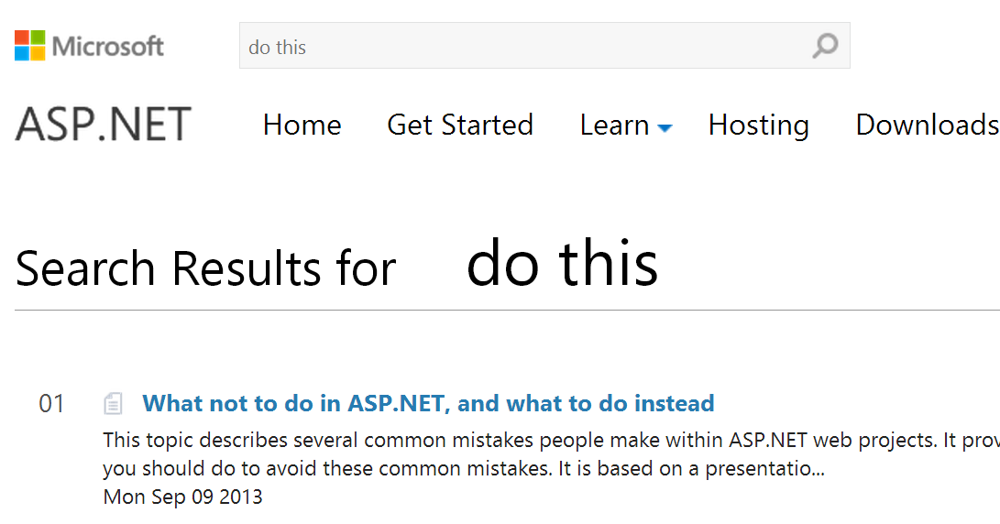 Microsoft
do this
ASP.NET Home Get Started Learn Hosting Downloads
Search Results for do this
01 What not to do in ASP.NET, and what to do instead
This topic describes several common mistakes people make within ASP.NET web projects. It prov
you should do to avoid these common mistakes. It is based on a presentatio...
Mon Sep 09 2013